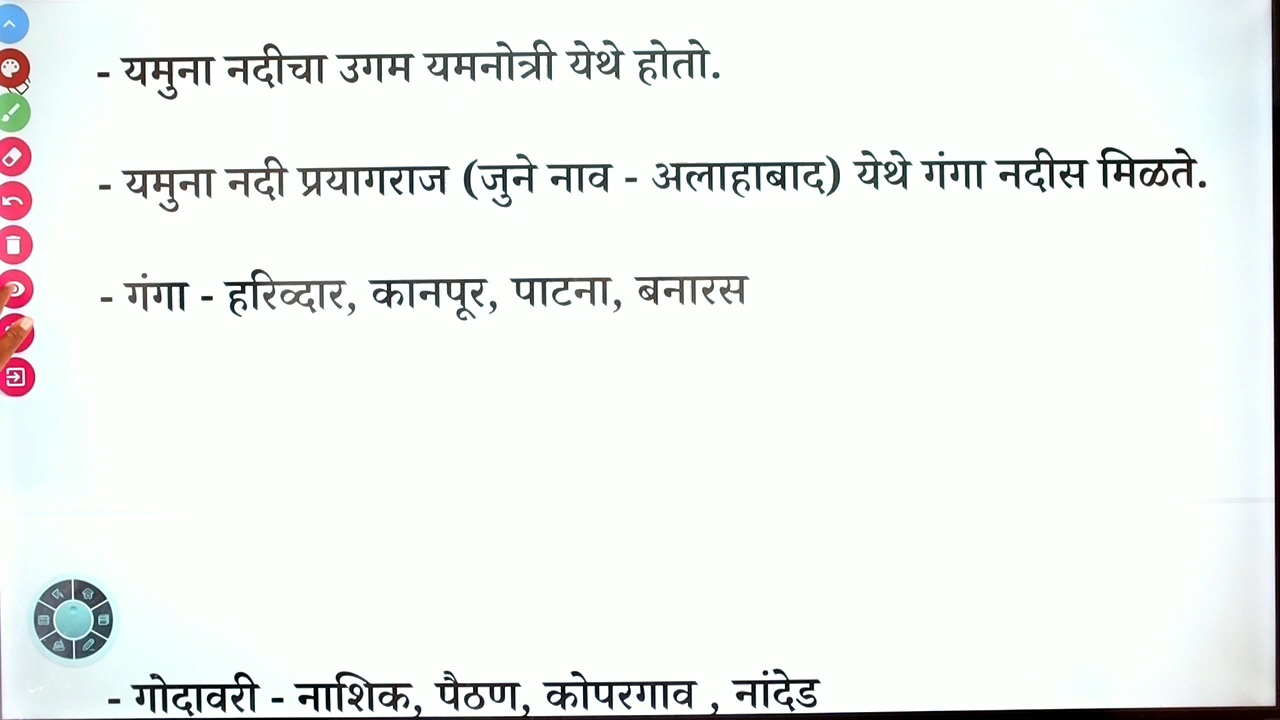 - यमुना नदीचा उगम यमनोत्री येथे होतो.
- यमुना नदी प्रयागराज (जुने नाव - अलाहाबाद) येथे गंगा नदीस मिळते.
- गंगा - हरिव्दार, कानपूर, पाटना, बनारस
- गोदावरी - नाशिक, पैठण, कोपरगाव , नांदेड